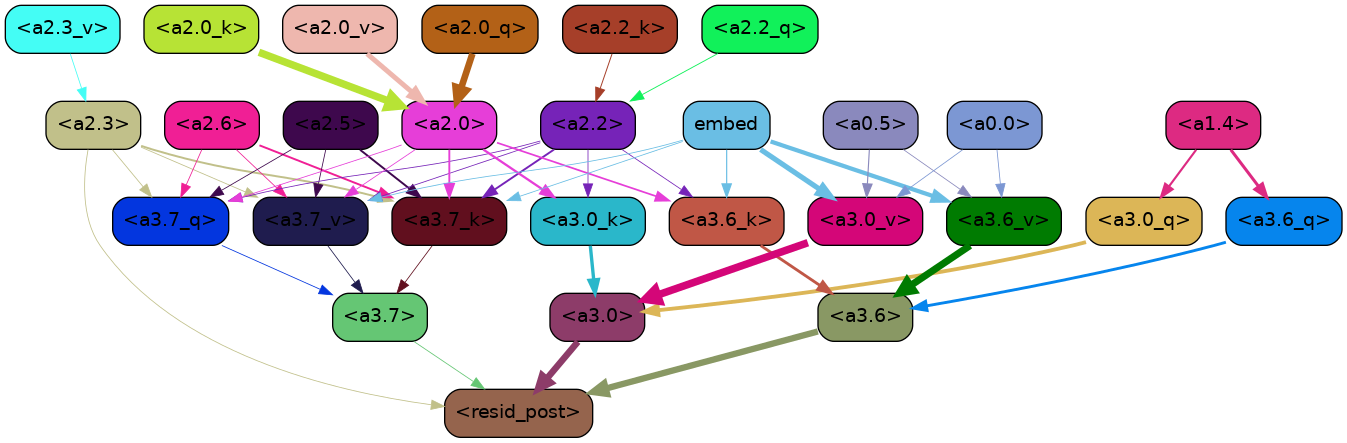 <a2.3_v> <a2.0_k> <a2.0_v> <a2.0_q> <a2.2_k> <a2.2_q>
<a2.3> <a2.6> <a2.5> <a2.0> <a2.2> embed <a0.5> <a0.0> <a1.4>
<a3.7_q> <a3.7_v> <a3.7_k> <a3.0_k> <a3.6_k> <a3.0_v> <a3.6_v> <a3.0_q> <a3.6_q>
<a3.7> <a3.0> <a3.6>
<resid_post>